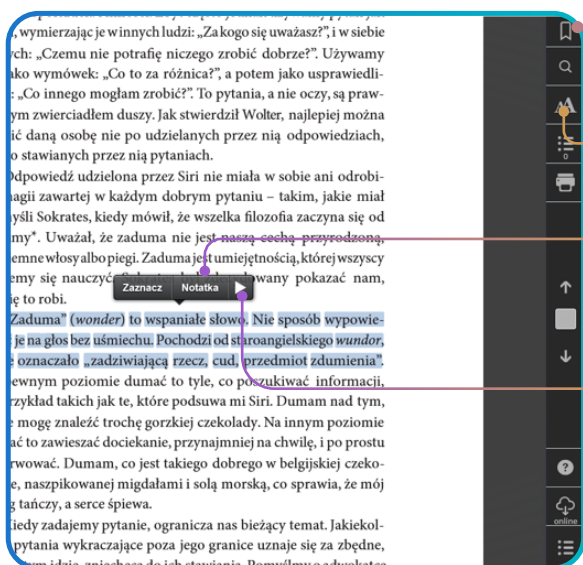 , wymierzając je w innych ludzi: „Za kogo się uważasz?”, i w siebie
ych: „Czemu nie potrafię niczego zrobić dobrze?”. Używamy
ako wymówek: „Co to za różnica?”, a potem jako usprawiedli-
: „Co innego mogłam zrobić?”. To pytania, a nie oczy, są praw-
ym zwierciadłem duszy. Jak stwierdził Wolter, najlepiej można
ić daną osobę nie po udzielanych przez nią odpowiedziach,
o stawianych przez nią pytaniach.
Odpowiedź udzielona przez Siri nie miała w sobie ani odrobi-
nagii zawartej w każdym dobrym pytaniu – takim, jakie miał
yśli Sokrates, kiedy mówił, że wszelka filozofia zaczyna się od
my*. Uważał, że zaduma nie jest naszą cechą przyrodzoną,
emne włosy albo piegi. Zaduma jest umiejętnością, której wszyscy
emy się nauczyć. pokazać nam,
ię to robi.
Zaznacz Notatka
„Zaduma” (wonder) to wspaniałe słowo. Nie sposób wypowie-
je na głos bez uśmiechu. Pochodzi od staroangielskiego wundor,
e oznaczało „zadziwiającą rzecz, cud, przedmiot zdumienia”.
ewnym poziomie dumać to tyle, co poszukiwać informacji,
rzykład takich jak te, które podsuwa mi Siri. Dumam nad tym,
e mogę znaleźć trochę gorzkiej czekolady. Na innym poziomie
ać to zawieszać dociekanie, przynajmniej na chwilę, i po prostu
rwować. Dumam, co jest takiego dobrego w belgijskiej czeko-
e, naszpikowanej migdałami i solą morską, co sprawia, że mój
g tańczy, a serce śpiewa.
Kiedy zadajemy pytanie, ogranicza nas bieżący temat. Jakiekol-
pytania wykraczające poza jego granice uznaje się za zbędne,
AA
0
?
online